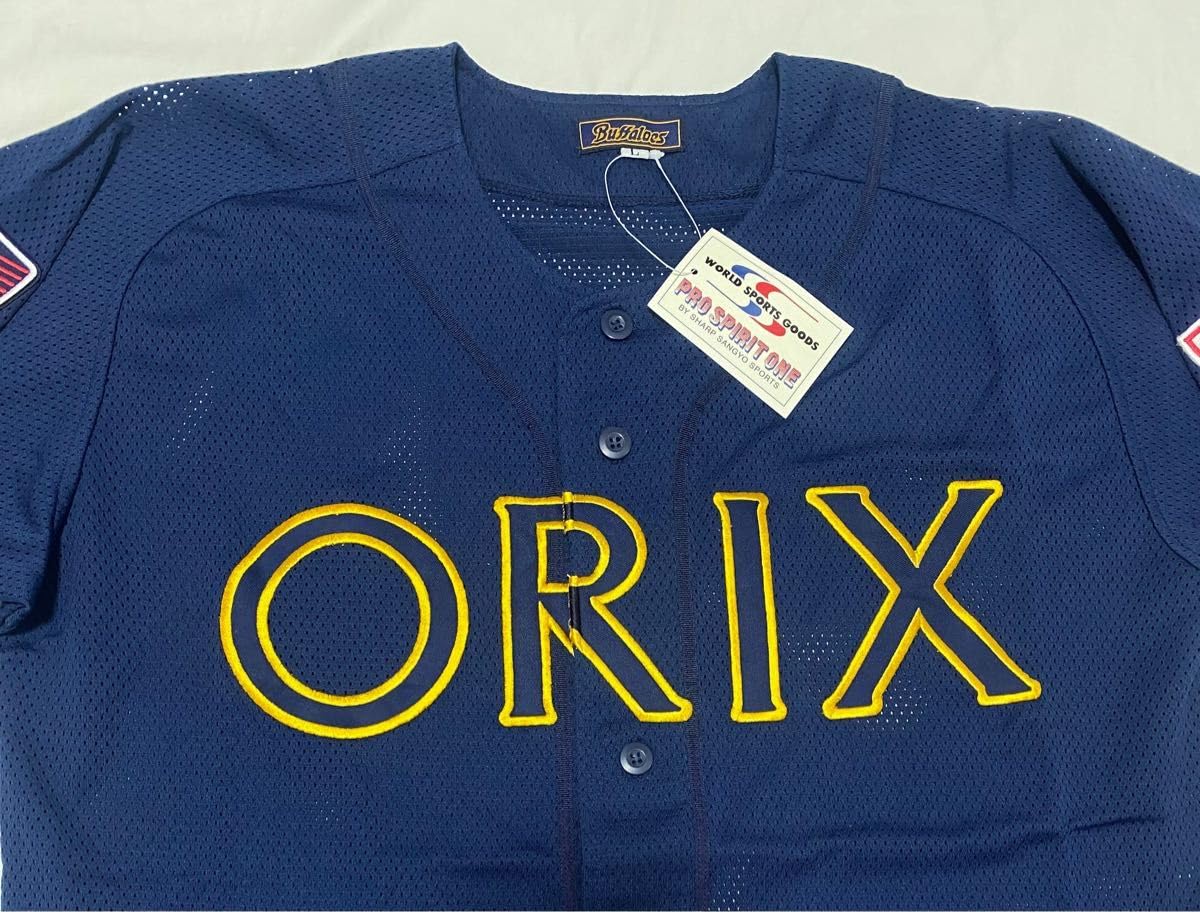 Buffaloes
L
WORLD SPORTS GOODS
PRO SPIRIT ONE
BY SHARP SANGYO SPORTS
ORIX